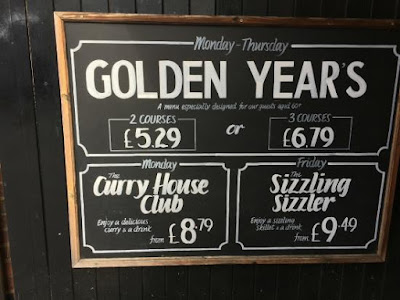 Monday - Thursday
GOLDEN YEAR'S
A menu especially designed for our guests aged 60+
2 COURSES
£5.29
or
3 COURSES
£6.79
Monday
The
Curry House
Club
Enjoy a delicious
curry & a drink
from £8.79
Friday
The
Sizzling
Sizzler
Enjoy a sizzling
skillet & a drink
from £9.49